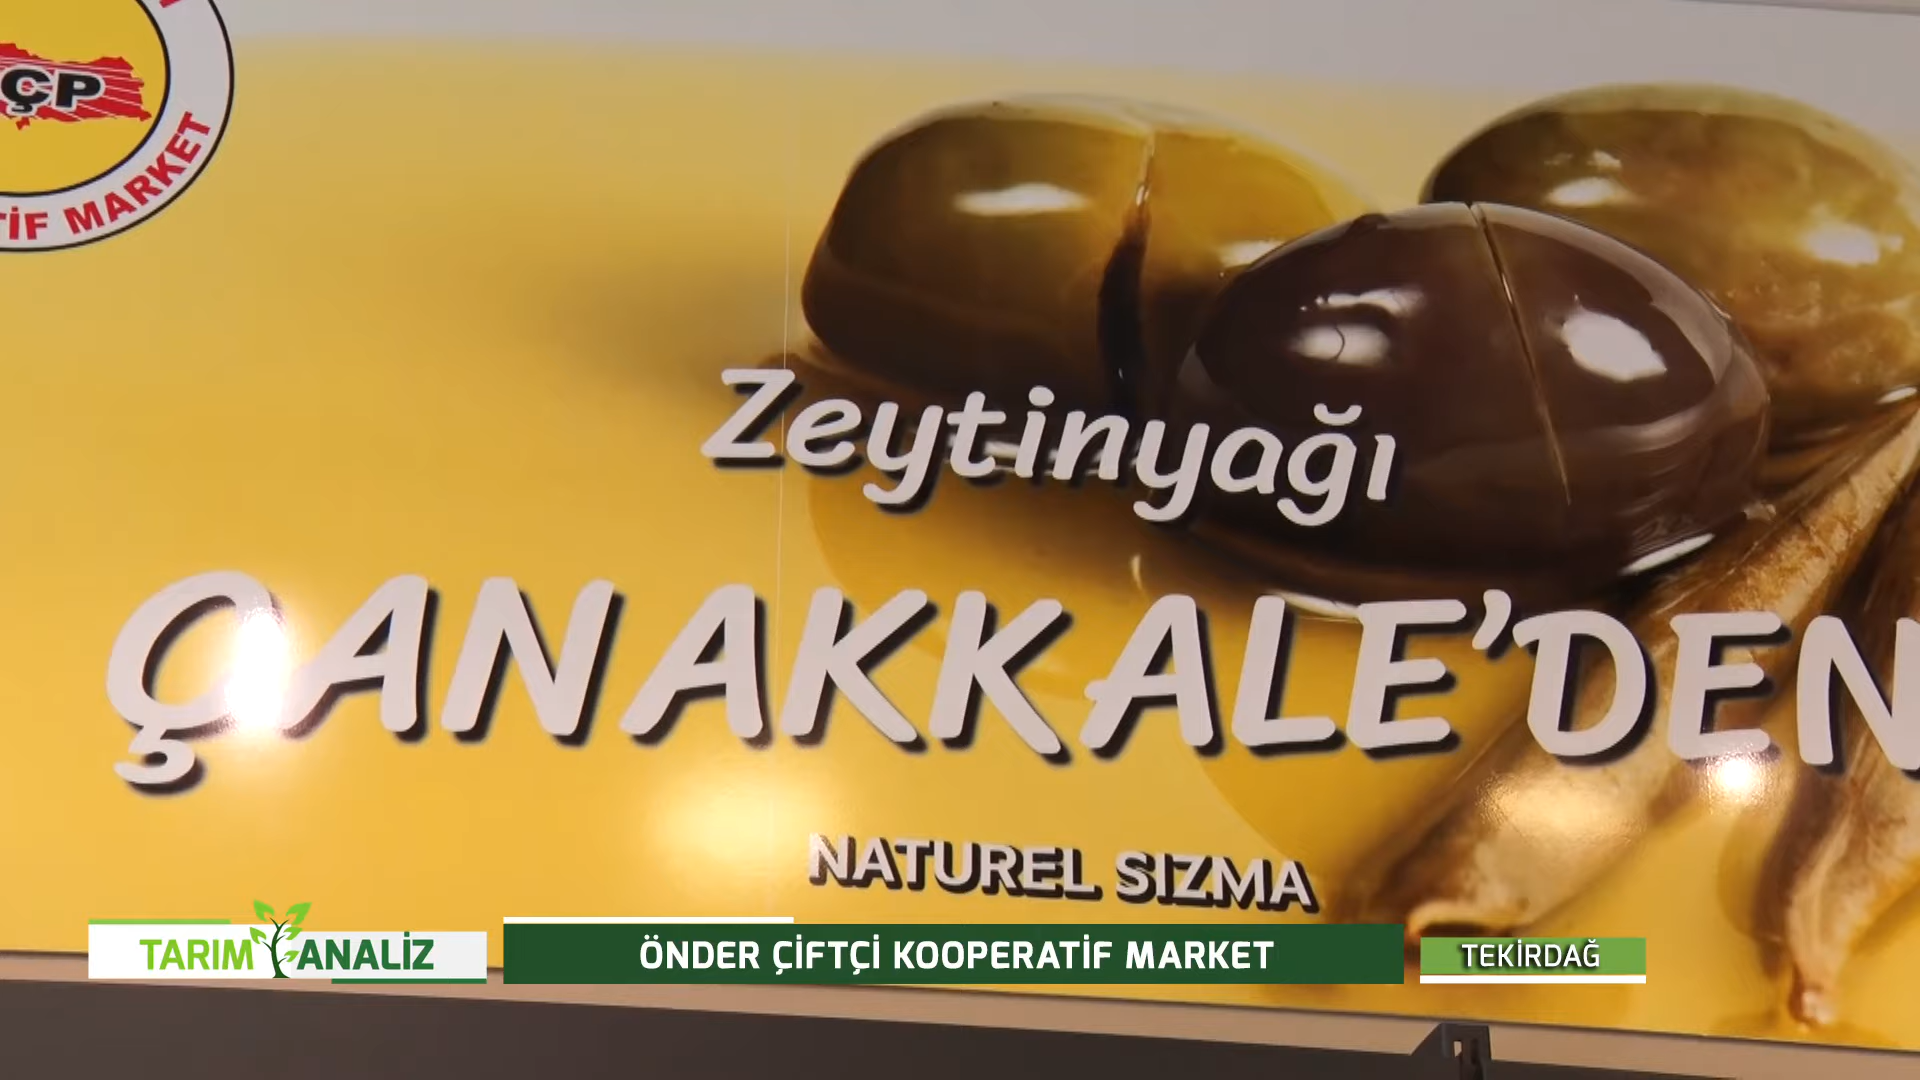 ÇP
TİF MARKET
Zeytinyağı
ÇANAKKALE'DEN
NATUREL SIZMA
TARIM ANALİZ
ÖNDER ÇİFTÇİ KOOPERATİF MARKET
TEKİRDAĞ